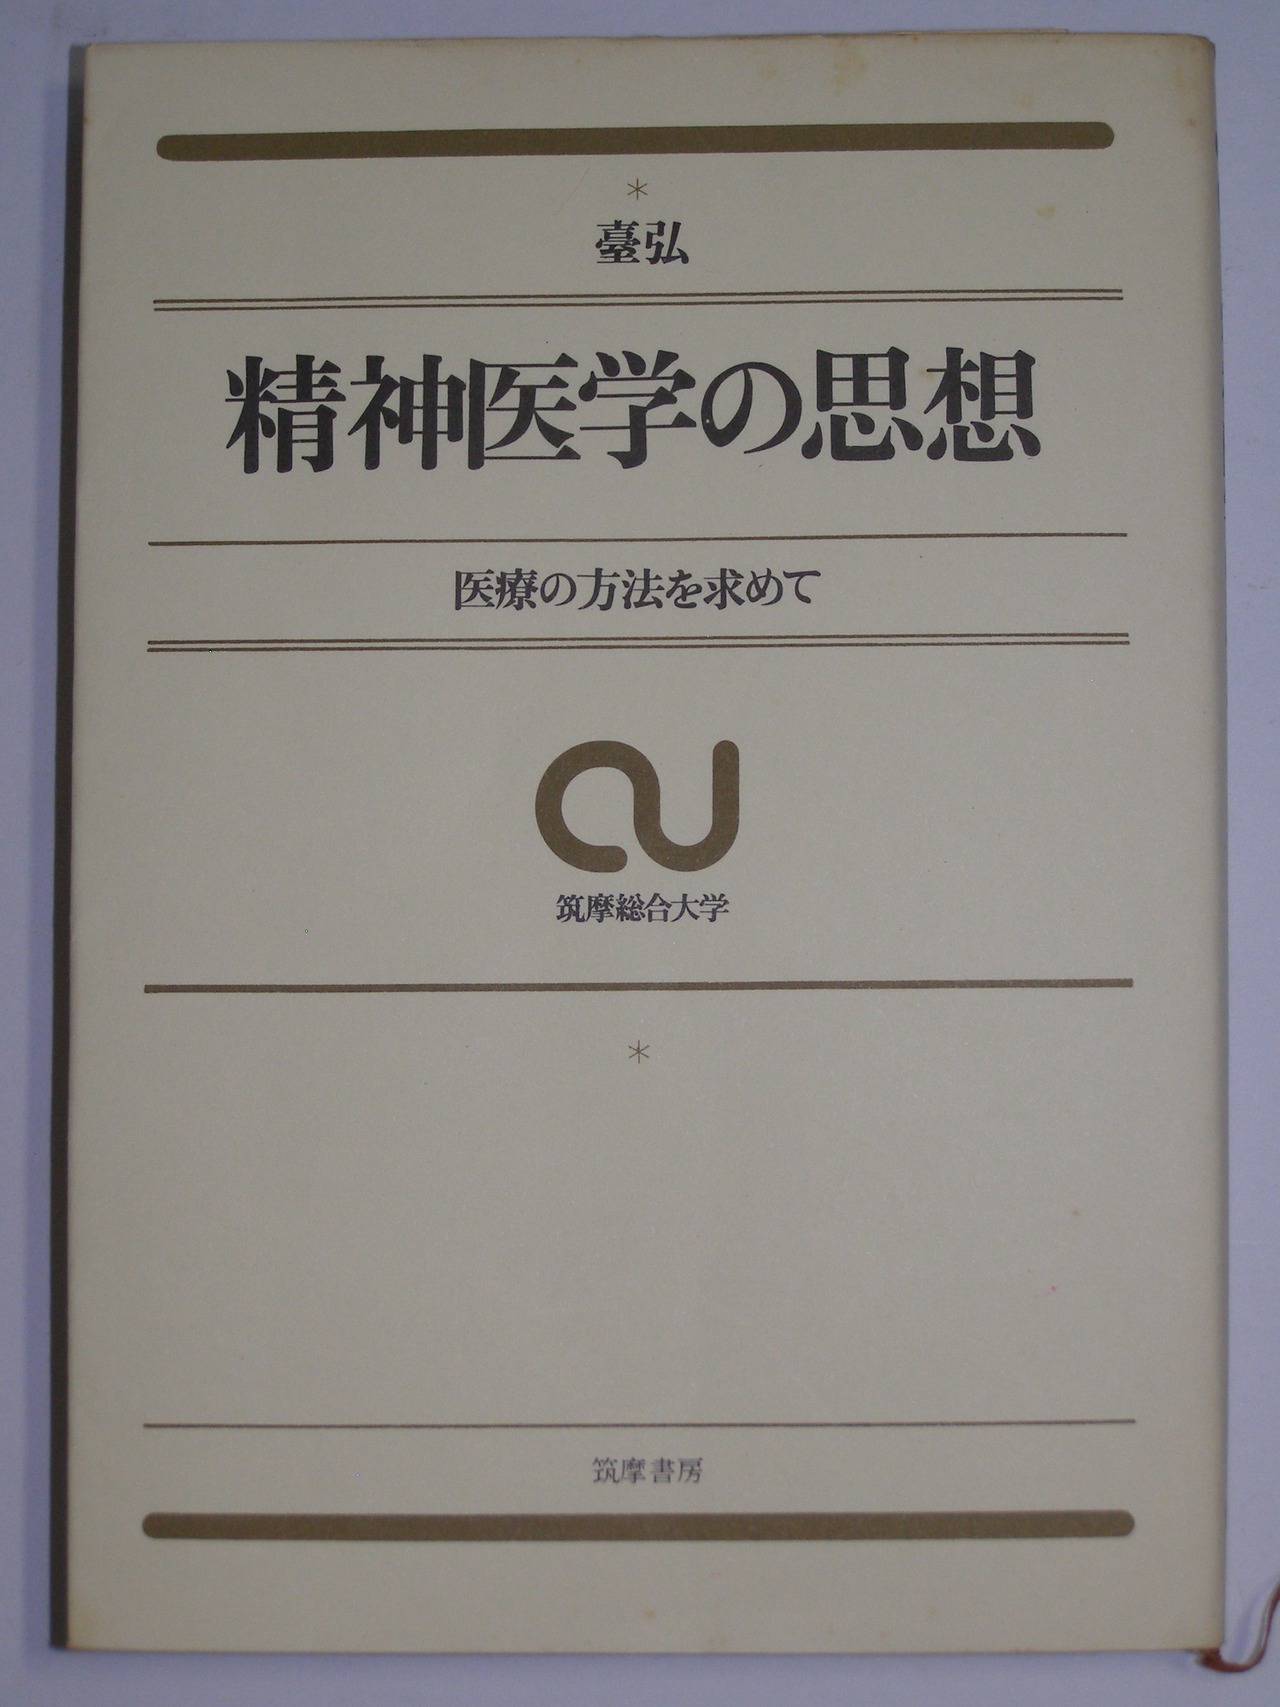 *
臺弘
精神医学の思想
医療の方法を求めて
筑摩総合大学
*
筑摩書房